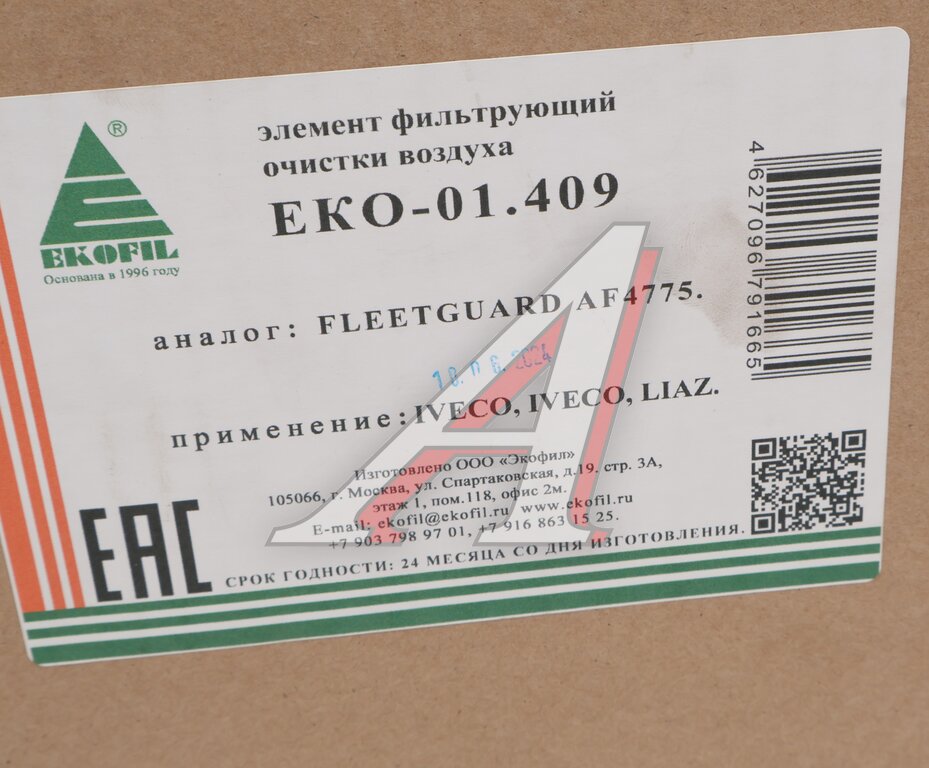 ®
EKOFIL
Основана в 1996 году
элемент фильтрующий
очистки воздуха
ЕКО-01.409
аналог: FLEETGUARD AF4775.
применение: IVECO, IVECO, LIAZ.
Изготовлено ООО «Экофил»
105066, г. Москва, ул. Спартаковская, д.19. стр. 3А,
этаж 1, пом.118, офис 2м.
E-mail: ekofil@ekofil.ru www.ekofil.ru
+7 903 798 97 01, +7 916 863 15 25.
СРОК ГОДНОСТИ: 24 МЕСЯЦА СО ДНЯ ИЗГОТОВЛЕНИЯ.
ЕАС
4 627096 791665